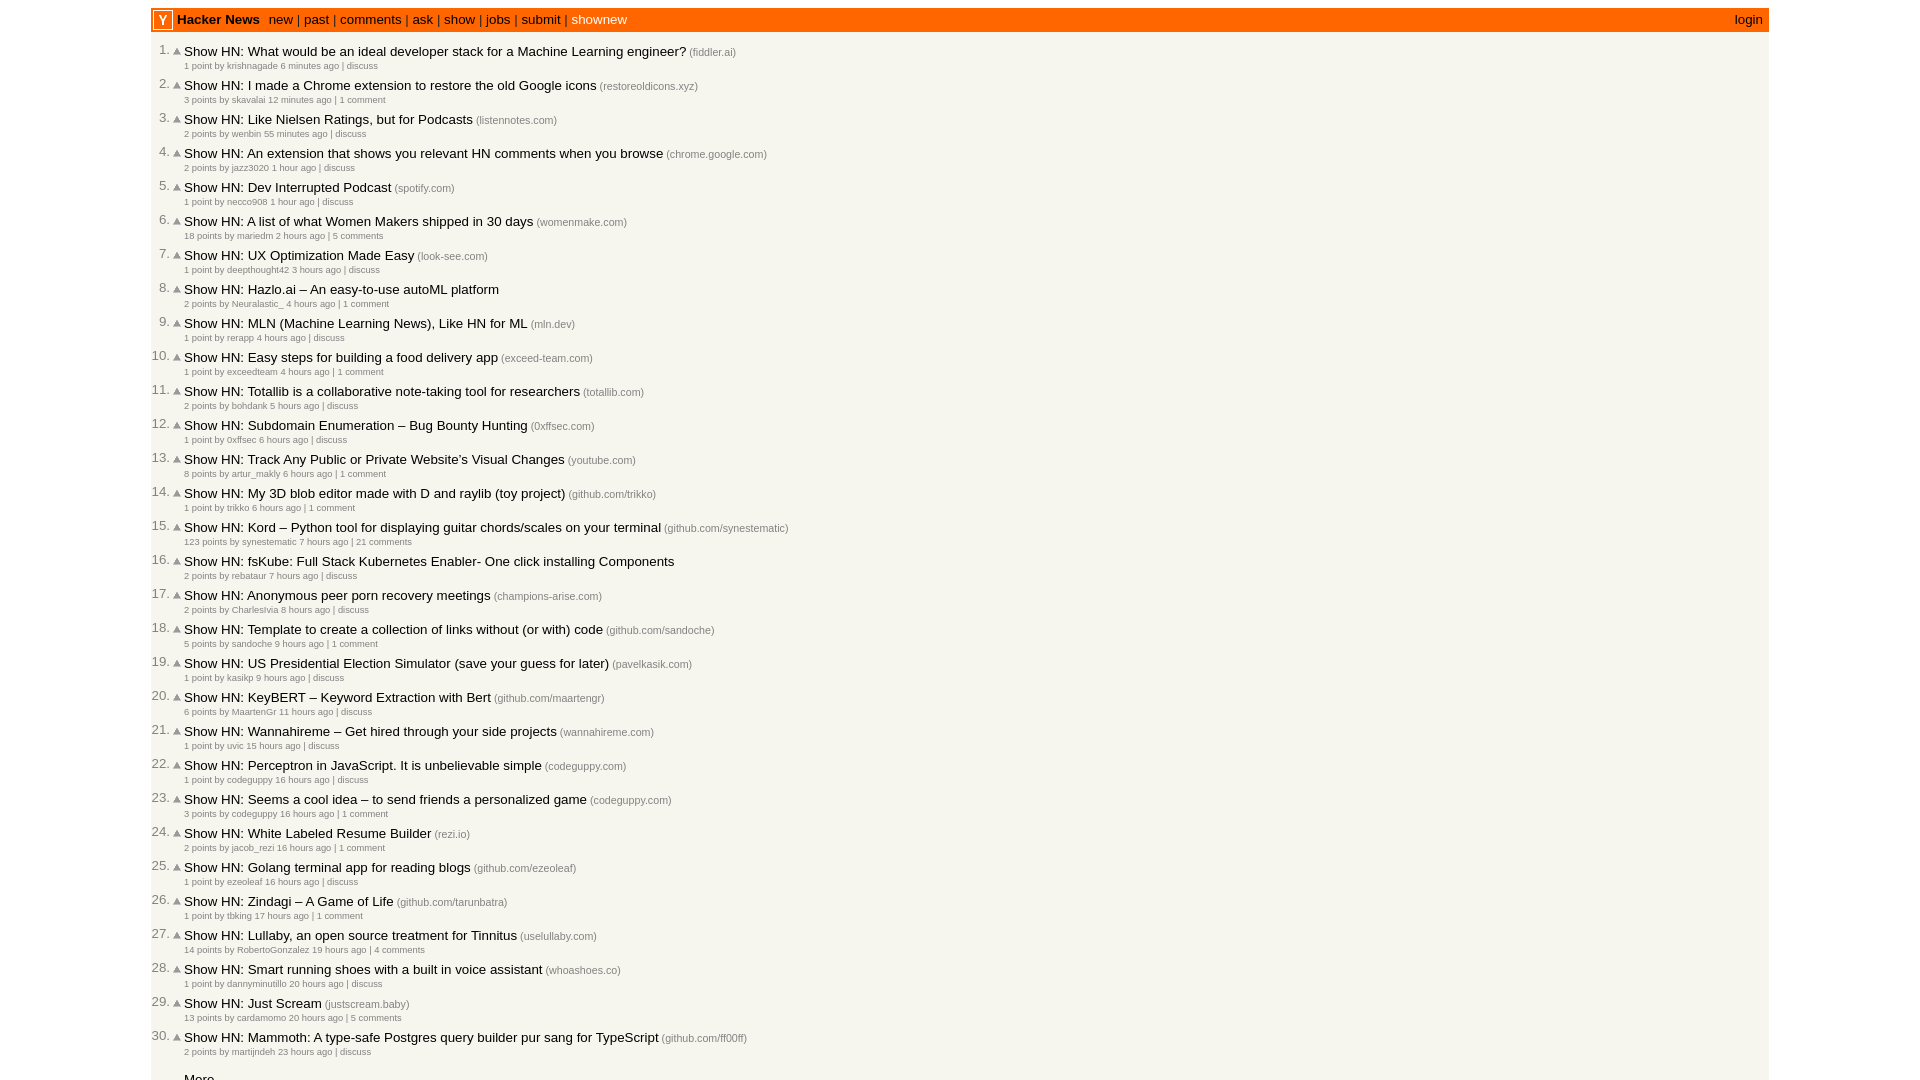 Y Hacker News new | past | comments | ask | show | jobs | submit | shownew login
1. Show HN: What would be an ideal developer stack for a Machine Learning engineer? (fiddler.ai)
1 point by krishnagade 6 minutes ago | discuss
2. Show HN: I made a Chrome extension to restore the old Google icons (restoreoldicons.xyz)
3 points by skavalai 12 minutes ago | 1 comment
3. Show HN: Like Nielsen Ratings, but for Podcasts (listennotes.com)
2 points by wenbin 55 minutes ago | discuss
4. Show HN: An extension that shows you relevant HN comments when you browse (chrome.google.com)
2 points by jazz3020 1 hour ago | discuss
5. Show HN: Dev Interrupted Podcast (spotify.com)
1 point by necco908 1 hour ago | discuss
6. Show HN: A list of what Women Makers shipped in 30 days (womenmake.com)
18 points by mariedm 2 hours ago | 5 comments
7. Show HN: UX Optimization Made Easy (look-see.com)
1 point by deepthought42 3 hours ago | discuss
8. Show HN: Hazlo.ai – An easy-to-use autoML platform
2 points by Neuralastic_ 4 hours ago | 1 comment
9. Show HN: MLN (Machine Learning News), Like HN for ML (mln.dev)
1 point by rerapp 4 hours ago | discuss
10. Show HN: Easy steps for building a food delivery app (exceed-team.com)
1 point by exceedteam 4 hours ago | 1 comment
11. Show HN: Totallib is a collaborative note-taking tool for researchers (totallib.com)
2 points by bohdank 5 hours ago | discuss
12. Show HN: Subdomain Enumeration – Bug Bounty Hunting (0xffsec.com)
1 point by 0xffsec 6 hours ago | discuss
13. Show HN: Track Any Public or Private Website’s Visual Changes (youtube.com)
8 points by artur_makly 6 hours ago | 1 comment
14. Show HN: My 3D blob editor made with D and raylib (toy project) (github.com/trikko)
1 point by trikko 6 hours ago | 1 comment
15. Show HN: Kord – Python tool for displaying guitar chords/scales on your terminal (github.com/synestematic)
123 points by synestematic 7 hours ago | 21 comments
16. Show HN: fsKube: Full Stack Kubernetes Enabler- One click installing Components
2 points by rebataur 7 hours ago | discuss
17. Show HN: Anonymous peer porn recovery meetings (champions-arise.com)
2 points by CharlesIvia 8 hours ago | discuss
18. Show HN: Template to create a collection of links without (or with) code (github.com/sandoche)
5 points by sandoche 9 hours ago | 1 comment
19. Show HN: US Presidential Election Simulator (save your guess for later) (pavelkasik.com)
1 point by kasikp 9 hours ago | discuss
20. Show HN: KeyBERT – Keyword Extraction with Bert (github.com/maartengr)
6 points by MaartenGr 11 hours ago | discuss
21. Show HN: Wannahireme – Get hired through your side projects (wannahireme.com)
1 point by uvic 15 hours ago | discuss
22. Show HN: Perceptron in JavaScript. It is unbelievable simple (codeguppy.com)
1 point by codeguppy 16 hours ago | discuss
23. Show HN: Seems a cool idea – to send friends a personalized game (codeguppy.com)
3 points by codeguppy 16 hours ago | 1 comment
24. Show HN: White Labeled Resume Builder (rezi.io)
2 points by jacob_rezi 16 hours ago | 1 comment
25. Show HN: Golang terminal app for reading blogs (github.com/ezeoleaf)
1 point by ezeoleaf 16 hours ago | discuss
26. Show HN: Zindagi – A Game of Life (github.com/tarunbatra)
1 point by tbking 17 hours ago | 1 comment
27. Show HN: Lullaby, an open source treatment for Tinnitus (uselullaby.com)
14 points by RobertoGonzalez 19 hours ago | 4 comments
28. Show HN: Smart running shoes with a built in voice assistant (whoashoes.co)
1 point by dannyminutillo 20 hours ago | discuss
29. Show HN: Just Scream (justscream.baby)
13 points by cardamomo 20 hours ago | 5 comments
30. Show HN: Mammoth: A type-safe Postgres query builder pur sang for TypeScript (github.com/ff00ff)
2 points by martijndeh 23 hours ago | discuss
More